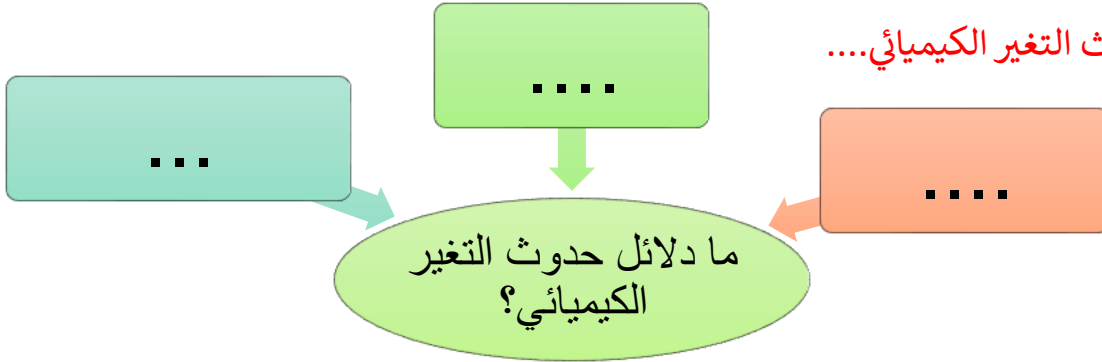 التغير الكيميائي....
....
....
...
ما دلائل حدوث التغير
الكيميائي؟